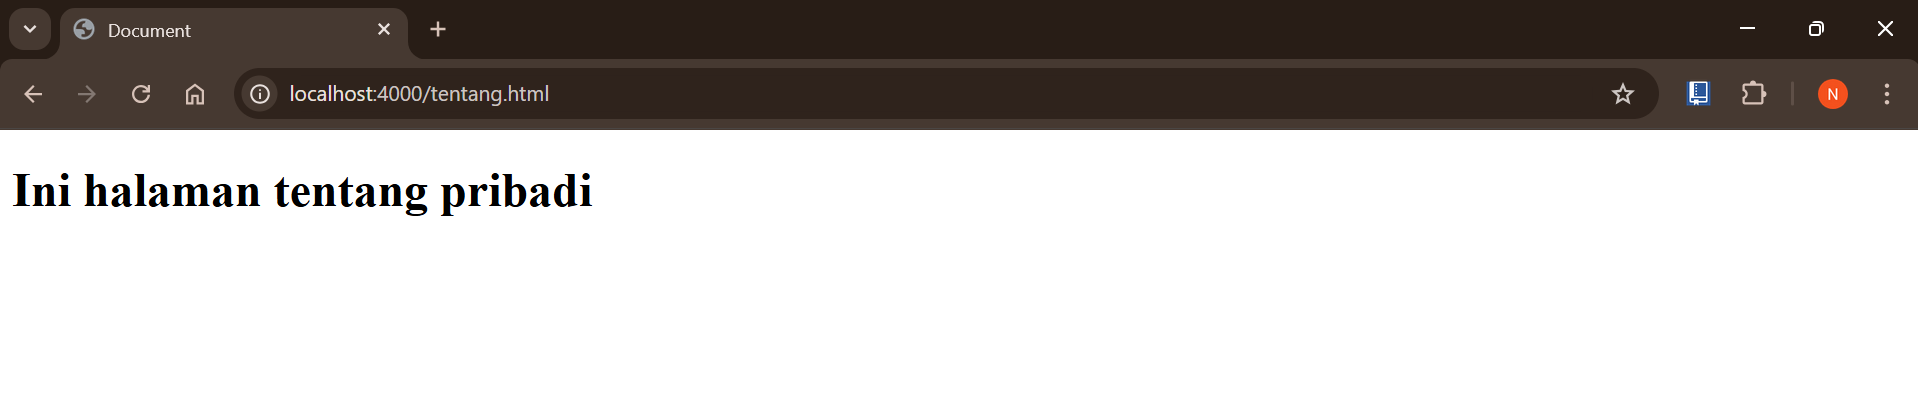 Document
localhost:4000/tentang.html
N
Ini halaman tentang pribadi